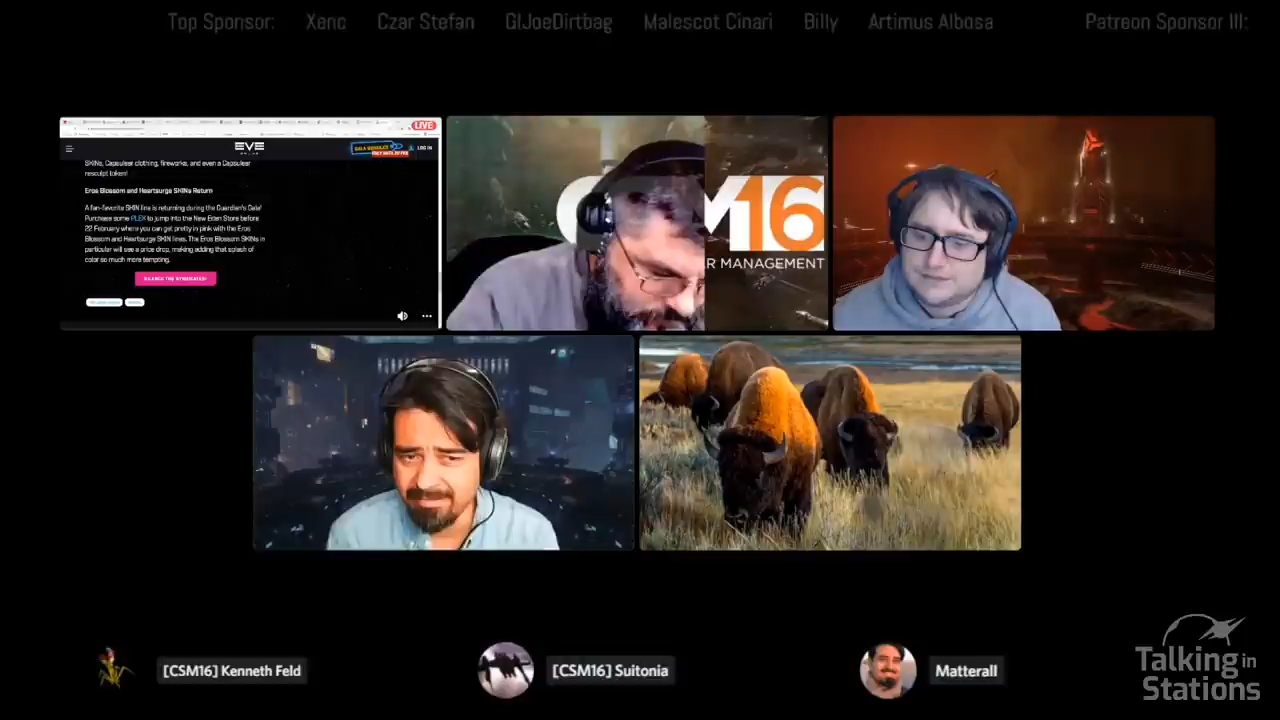 Top Sponsor: Xenc Czar Stefan GIJoeDirtbag Malescot Cinari Billy Artimus Albosa Patreon Sponsor III:
LIVE
EVE
LOG IN
SKINs, Capsuleer clothing, fireworks, and even a Capsuleer
resculpt token!
Eros Blossom and Heartsurge SKINs Return
A fan-favorite SKIN line is returning during the Guardian's Gala!
Purchase some PLEX to jump into the New Eden Store before
22 February where you can get pretty in pink with the Eros
Blossom and Heartsurge SKIN lines. The Eros Blossom SKINs in
particular will see a price drop, making adding that splash of
color so much more tempting.
M16
R MANAGEMENT
[CSM16] Kenneth Feld
[CSM16] Suitonia
Matterall
Talking in
Stations